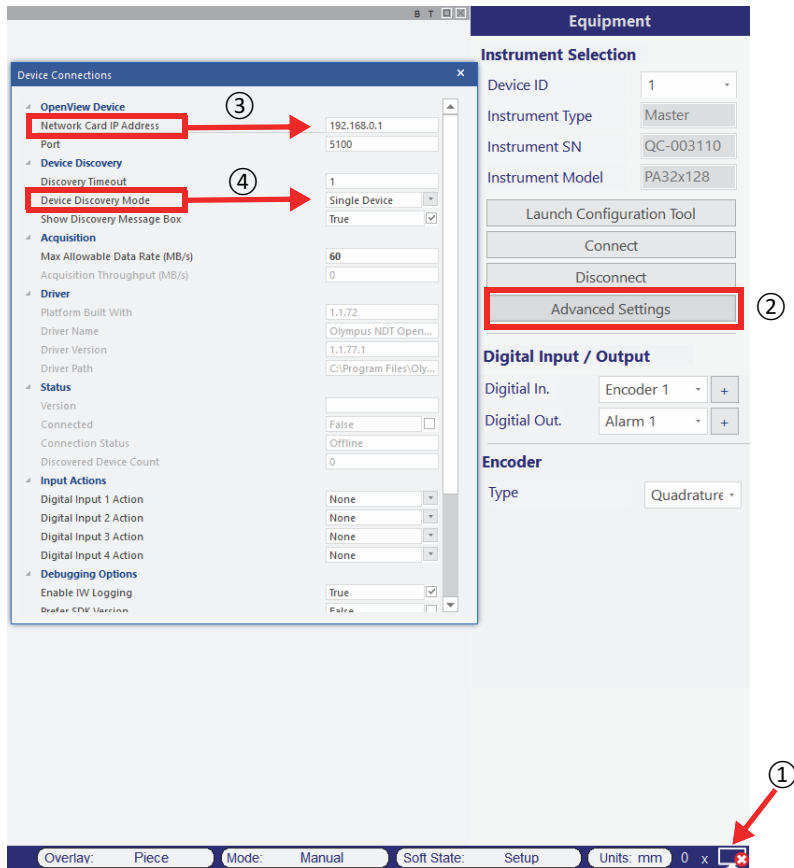 B T
Equipment
Instrument Selection
Device ID 1
Instrument Type Master
Instrument SN QC-003110
Instrument Model PA32x128
Launch Configuration Tool
Connect
Disconnect
Advanced Settings
②
Digital Input / Output
Digitial In. Encoder 1 +
Digitial Out. Alarm 1 +
Encoder
Type Quadrature
Device Connections ×
OpenView Device
③
Network Card IP Address 192.168.0.1
Port 5100
Device Discovery
Discovery Timeout 1
④
Device Discovery Mode Single Device
Show Discovery Message Box True
Acquisition
Max Allowable Data Rate (MB/s) 60
Acquisition Throughput (MB/s) 0
Driver
Platform Built With 1.1.72
Driver Name Olympus NDT Open...
Driver Version 1.1.77.1
Driver Path C:\Program Files\Oly...
Status
Version
Connected False
Connection Status Offline
Discovered Device Count 0
Input Actions
Digital Input 1 Action None
Digital Input 2 Action None
Digital Input 3 Action None
Digital Input 4 Action None
Debugging Options
Enable IW Logging True
Prefer SDK Version False
①
Overlay: Piece Mode: Manual Soft State: Setup Units: mm 0 x